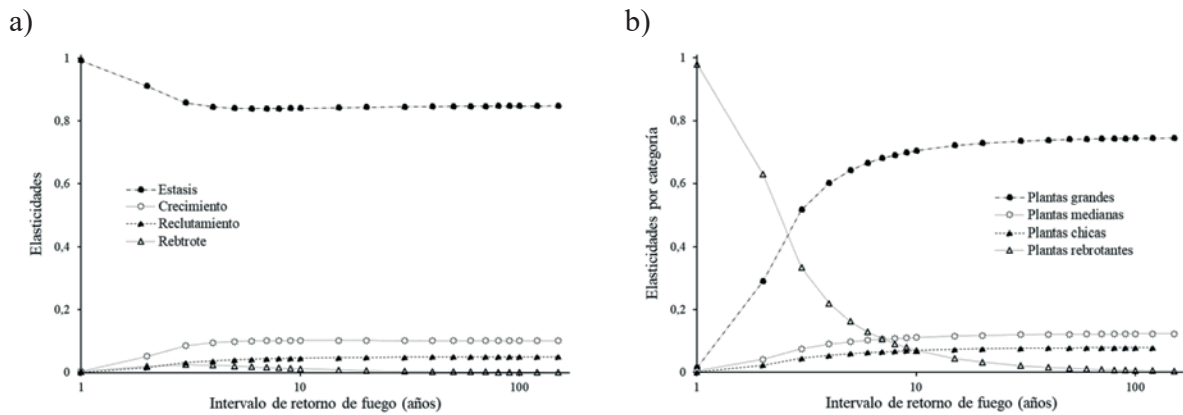 a)
1
0,8
0,6
0,4
0,2
0
Elasticidades
Estasis
Crecimiento
Reclutamiento
Rebtrote
1
10
100
Intervalo de retorno de fuego (años)
b)
1
0,8
0,6
0,4
0,2
0
Elasticidades por categoría
Plantas grandes
Plantas medianas
Plantas chicas
Plantas rebrotantes
1
10
100
Intervalo de retorno de fuego (años)